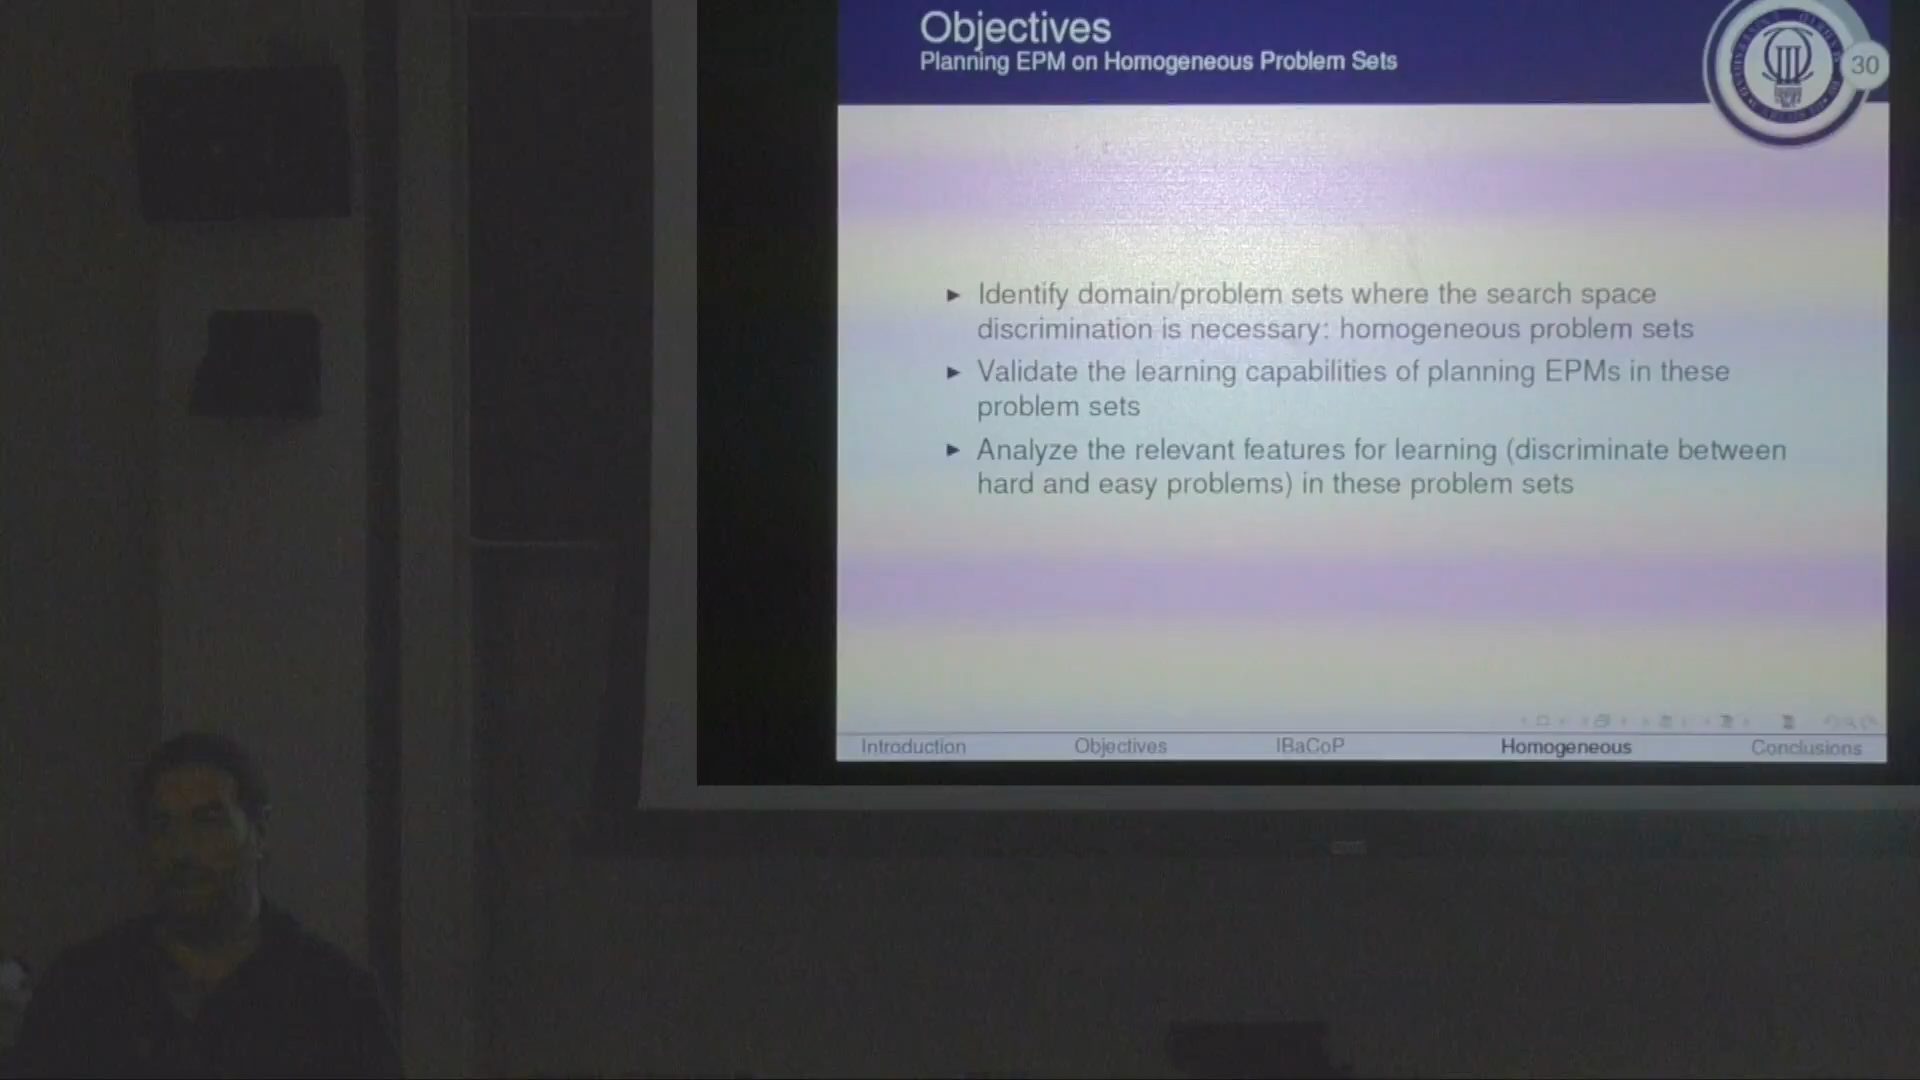 Objectives
Planning EPM on Homogeneous Problem Sets
30
► Identify domain/problem sets where the search space
discrimination is necessary: homogeneous problem sets
► Validate the learning capabilities of planning EPMs in these
problem sets
► Analyze the relevant features for learning (discriminate between
hard and easy problems) in these problem sets
Introduction
Objectives
IBaCoP
Homogeneous
Conclusions